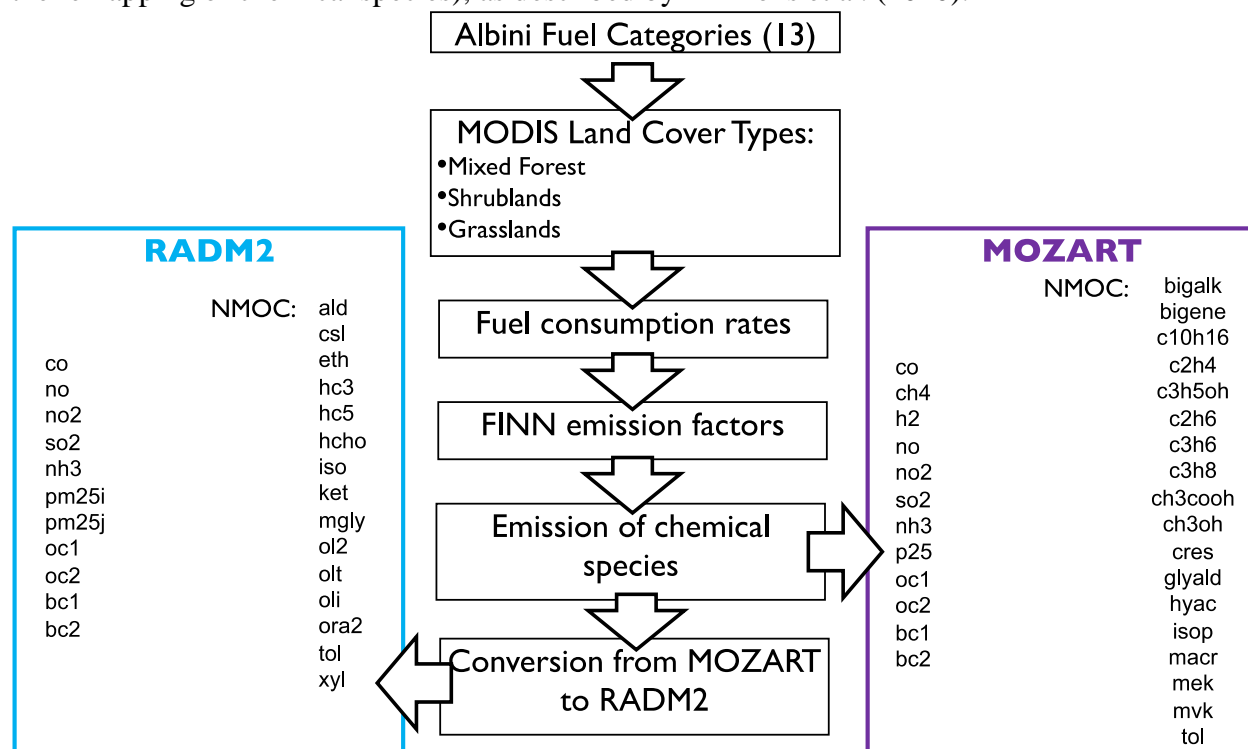 Albini Fuel Categories (13)
MODIS Land Cover Types:
•Mixed Forest
•Shrublands
•Grasslands
Fuel consumption rates
FINN emission factors
Emission of chemical
species
Conversion from MOZART
to RADM2
RADM2
NMOC:
co
no
no2
so2
nh3
pm25i
pm25j
oc1
oc2
bc1
bc2
ald
csl
eth
hc3
hc5
hcho
iso
ket
mgly
ol2
olt
oli
ora2
tol
xyl
MOZART
NMOC:
co
ch4
h2
no
no2
so2
nh3
p25
oc1
oc2
bc1
bc2
bigalk
bigene
c10h16
c2h4
c3h5oh
c2h6
c3h6
c3h8
ch3cooh
ch3oh
cres
glyald
hyac
isop
macr
mek
mvk
tol